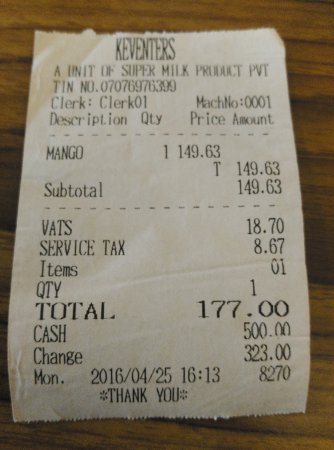 KEVENTERS
A UNIT OF SUPER MILK PRODUCT PVT
TIN NO.07076976399
Clerk: Clerk01 MachNo:0001
Description Qty Price Amount
MANGO 1 149.63
T 149.63
Subtotal 149.63
VATS 18.70
SERVICE TAX 8.67
Items 01
QTY 1
TOTAL 177.00
CASH 500.00
Change 323.00
Mon. 2016/04/25 16:13 8270
*THANK YOU*